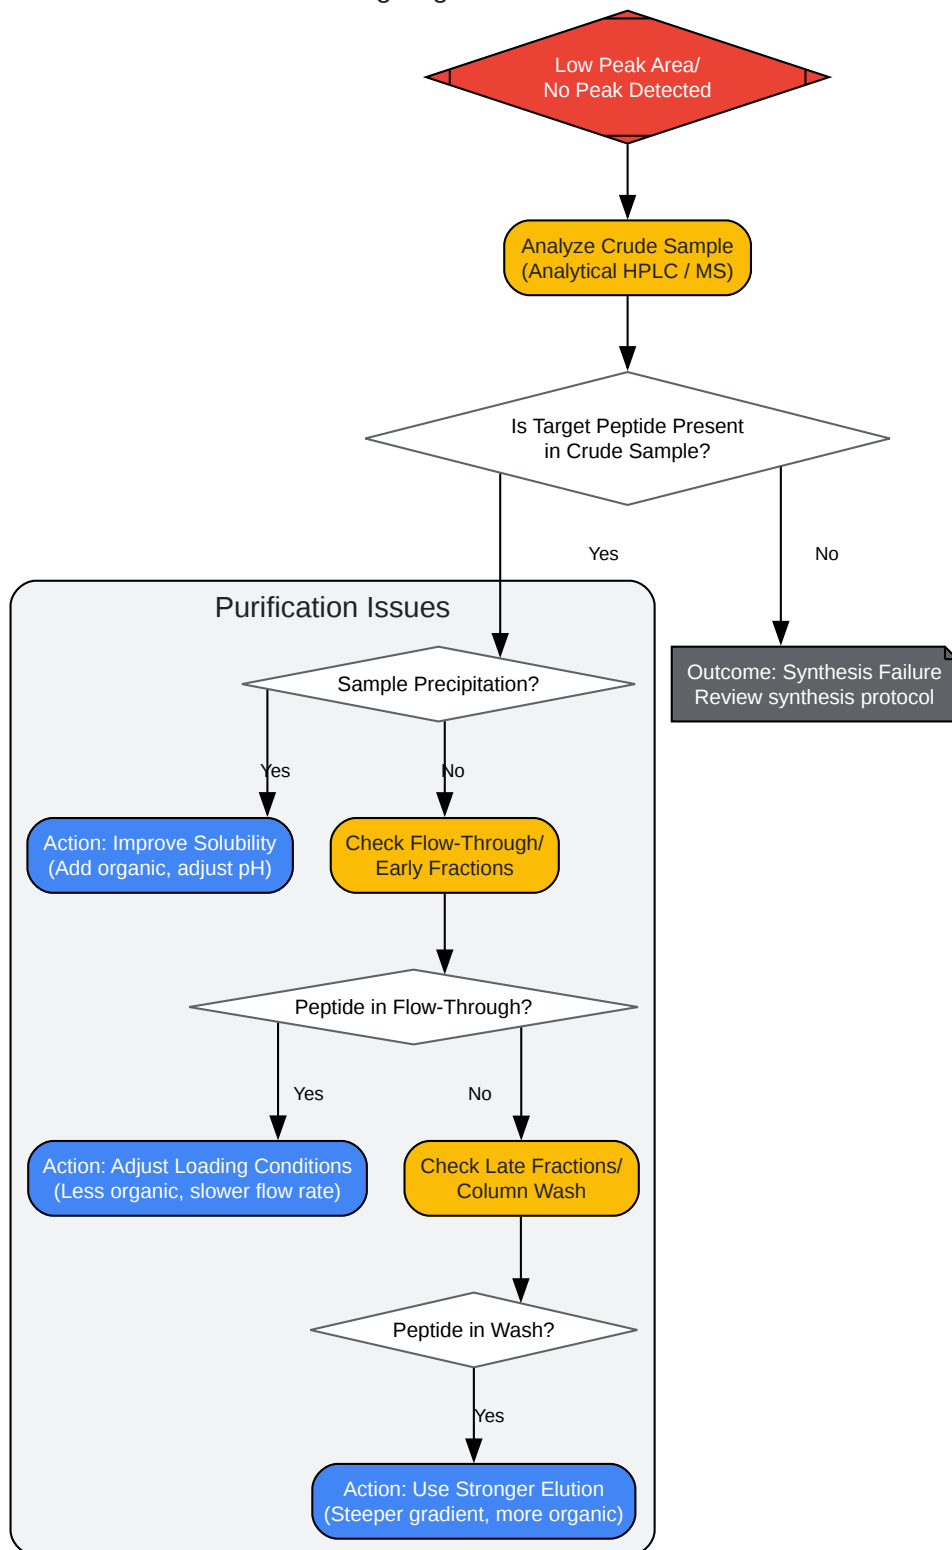 Low Peak Area/
No Peak Detected
Analyze Crude Sample
(Analytical HPLC / MS)
Is Target Peptide Present
in Crude Sample?
Yes
No
Purification Issues
Outcome: Synthesis Failure
Review synthesis protocol
Sample Precipitation?
Yes
No
Action: Improve Solubility
(Add organic, adjust pH)
Check Flow-Through/
Early Fractions
Peptide in Flow-Through?
Yes
No
Action: Adjust Loading Conditions
(Less organic, slower flow rate)
Check Late Fractions/
Column Wash
Peptide in Wash?
Yes
Action: Use Stronger Elution
(Steeper gradient, more organic)